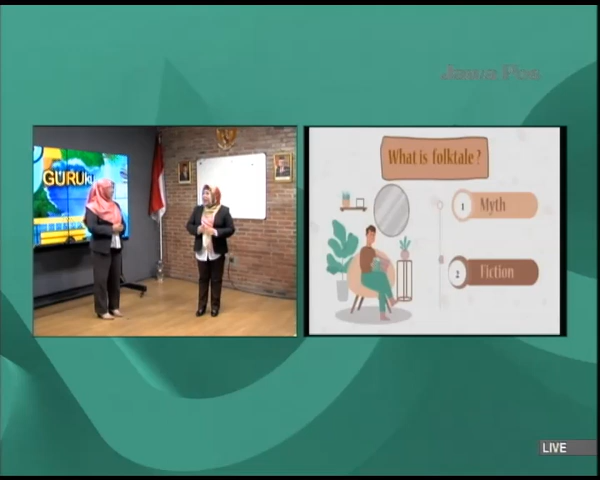 Jawa Pos
GURUku
What is folktale ?
1 Myth
2 Fiction
LIVE